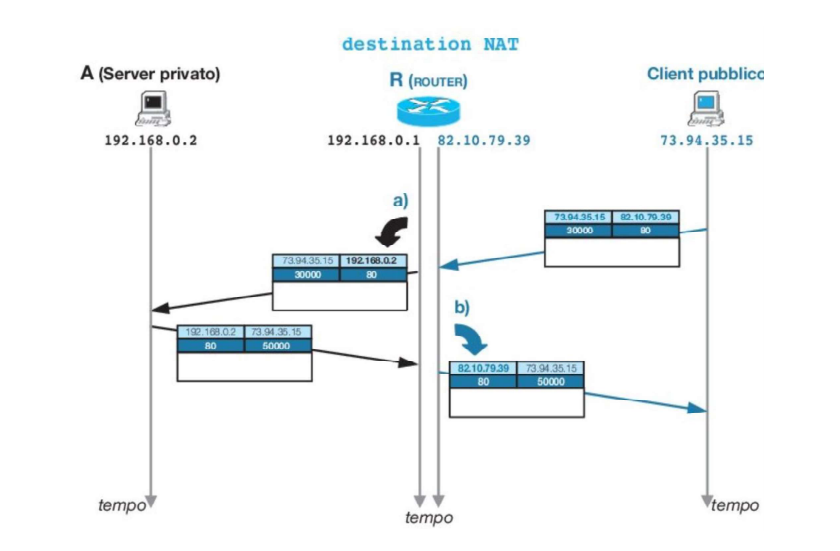 destination NAT
A (Server privato)
R (ROUTER)
Client pubblico
192.168.0.2
192.168.0.1
82.10.79.39
73.94.35.15
a)
73.94.35.15 82.10.79.39
30000 80
73.94.35.15 192.168.0.2
30000 80
b)
192.168.0.2 73.94.35.15
80 50000
82.10.79.39 73.94.35.15
80 50000
tempo
tempo
tempo